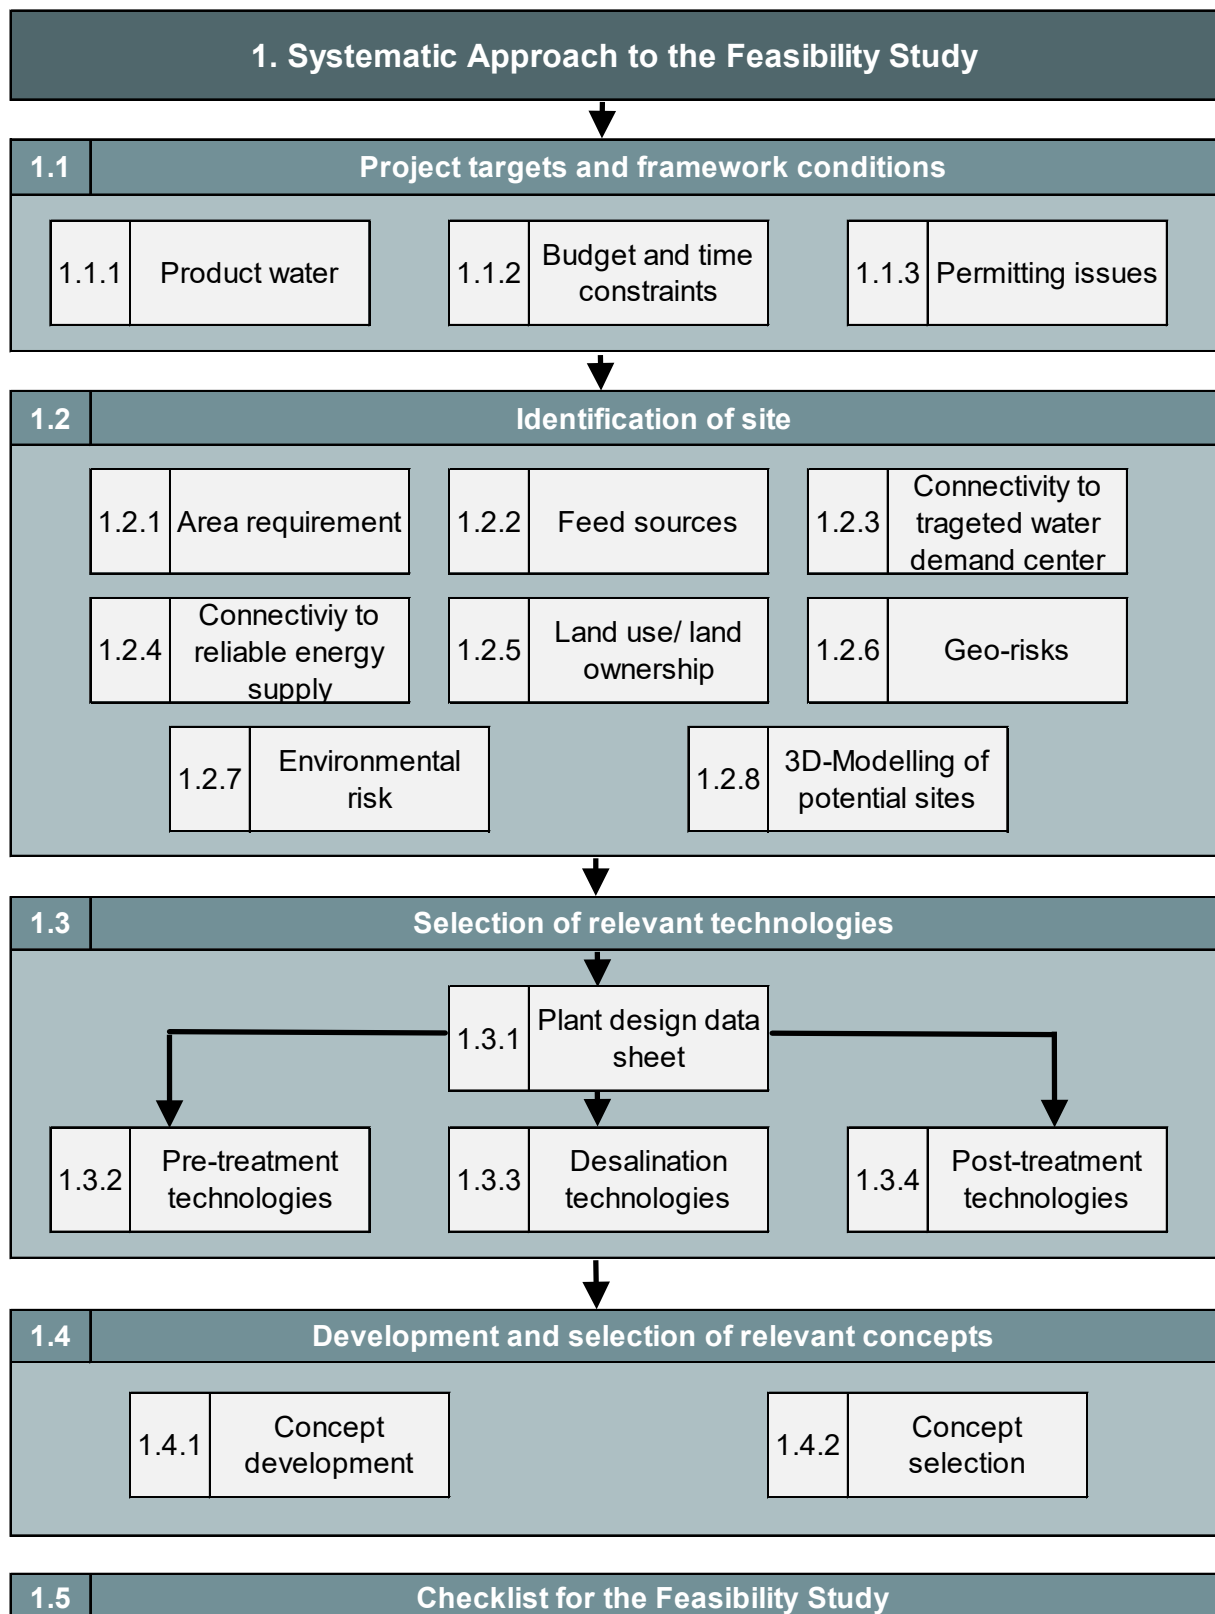 1. Systematic Approach to the Feasibility Study
1.1 Project targets and framework conditions
1.1.1 Product water
1.1.2 Budget and time
constraints
1.1.3 Permitting issues
1.2 Identification of site
1.2.1 Area requirement
1.2.2 Feed sources
1.2.3 Connectivity to
trageted water
demand center
1.2.4 Connectiviy to
reliable energy
supply
1.2.5 Land use/ land
ownership
1.2.6 Geo-risks
1.2.7 Environmental
risk
1.2.8 3D-Modelling of
potential sites
1.3 Selection of relevant technologies
1.3.1 Plant design data
sheet
1.3.2 Pre-treatment
technologies
1.3.3 Desalination
technologies
1.3.4 Post-treatment
technologies
1.4 Development and selection of relevant concepts
1.4.1 Concept
development
1.4.2 Concept
selection
1.5 Checklist for the Feasibility Study